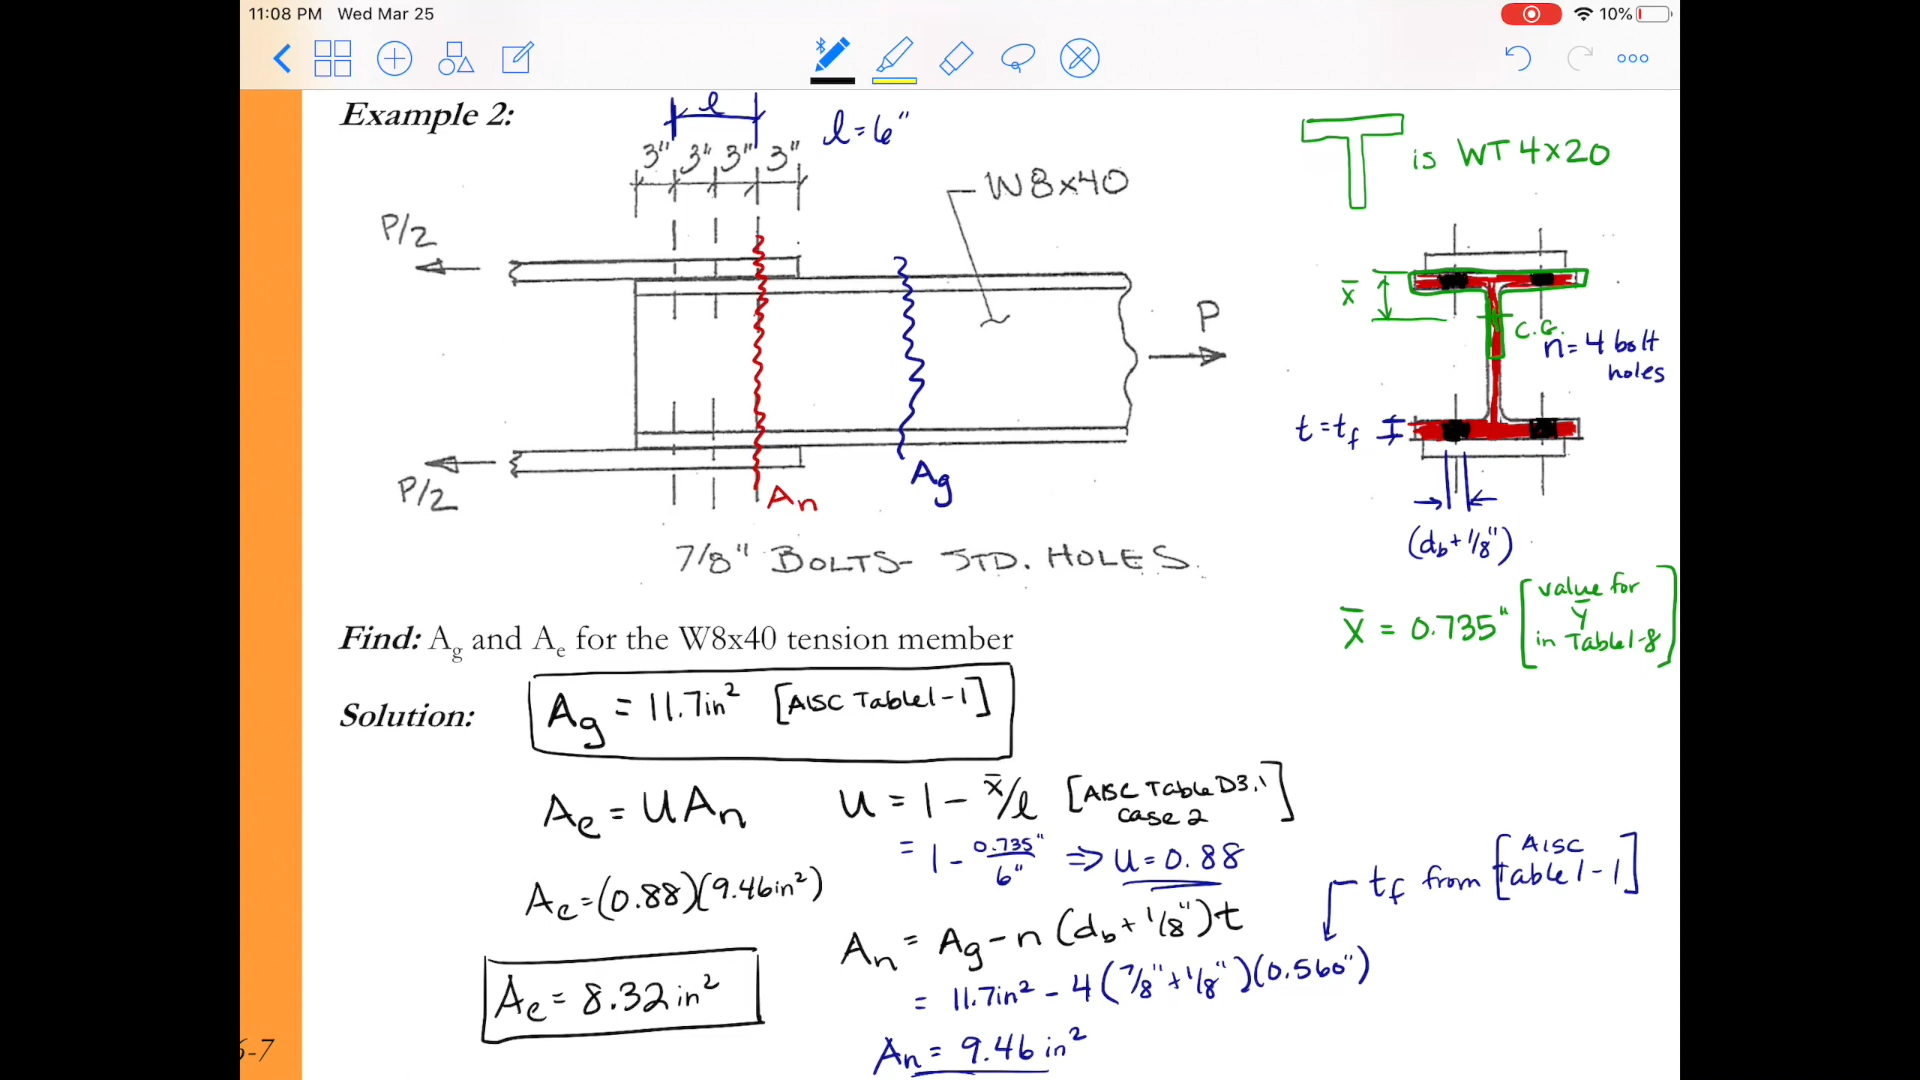 11:08 PM Wed Mar 25
10%
Example 2:
l
l = 6"
3" 3" 3" 3"
W8x40
P/2
P
P/2
An
Ag
7/8" BOLTS- STD. HOLES
T is WT 4x20
x̄
C.G.
n = 4 bolt
holes
t = tf
(db + 1/8")
x̄ = 0.735" [value for
ȳ
in Table 1-8]
Find: Ag and Ae for the W8x40 tension member
Solution:
Ag = 11.7in² [AISC Table 1-1]
Ae = UAn
U = 1 - x̄/l [AISC Table D3.1
Case 2]
= 1 - 0.735"/6" ⇒ U = 0.88
Ae = (0.88)(9.46in²)
tf from [AISC
Table 1-1]
An = Ag - n (db + 1/8")t
= 11.7in² - 4 (7/8" + 1/8")(0.560")
Ae = 8.32 in²
An = 9.46 in²
6-7